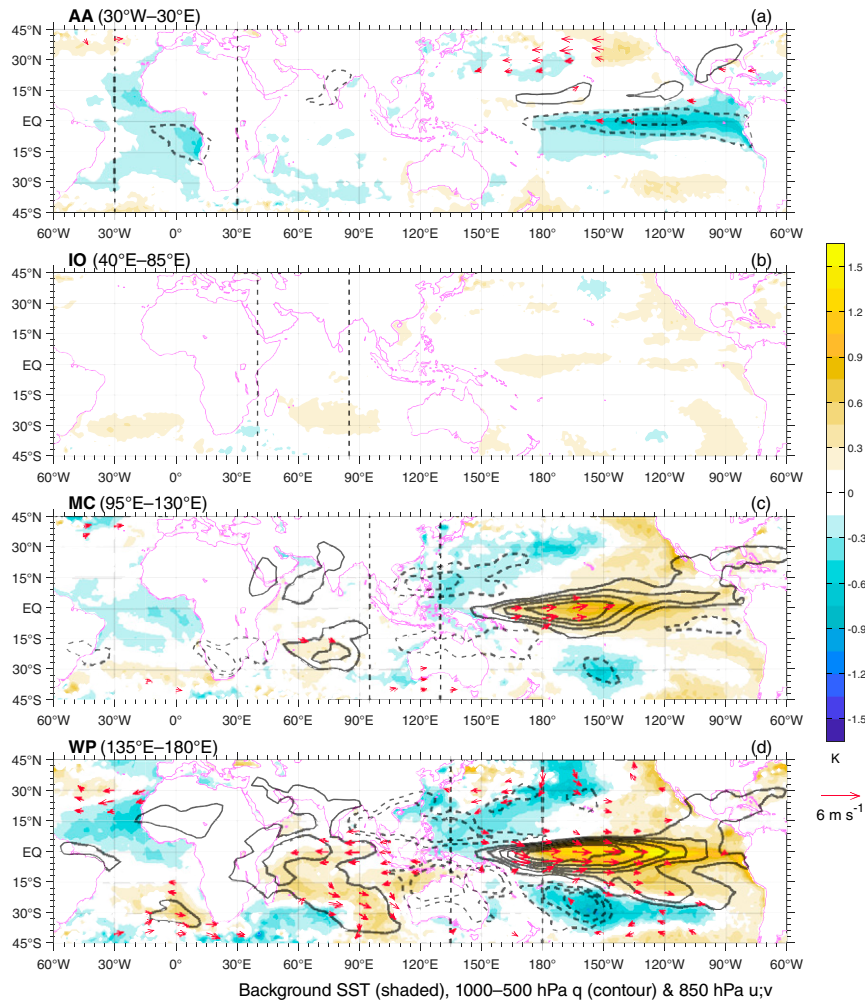 AA (30°W–30°E) (a)
45°N
30°N
15°N
EQ
15°S
30°S
45°S
60°W 30°W 0° 30°E 60°E 90°E 120°E 150°E 180° 150°W 120°W 90°W 60°W
IO (40°E–85°E) (b)
45°N
30°N
15°N
EQ
15°S
30°S
45°S
60°W 30°W 0° 30°E 60°E 90°E 120°E 150°E 180° 150°W 120°W 90°W 60°W
MC (95°E–130°E) (c)
45°N
30°N
15°N
EQ
15°S
30°S
45°S
60°W 30°W 0° 30°E 60°E 90°E 120°E 150°E 180° 150°W 120°W 90°W 60°W
WP (135°E–180°E) (d)
45°N
30°N
15°N
EQ
15°S
30°S
45°S
60°W 30°W 0° 30°E 60°E 90°E 120°E 150°E 180° 150°W 120°W 90°W 60°W
1.5
1.2
0.9
0.6
0.3
0
-0.3
-0.6
-0.9
-1.2
-1.5
K
6 m s⁻¹
Background SST (shaded), 1000–500 hPa q (contour) & 850 hPa u;v